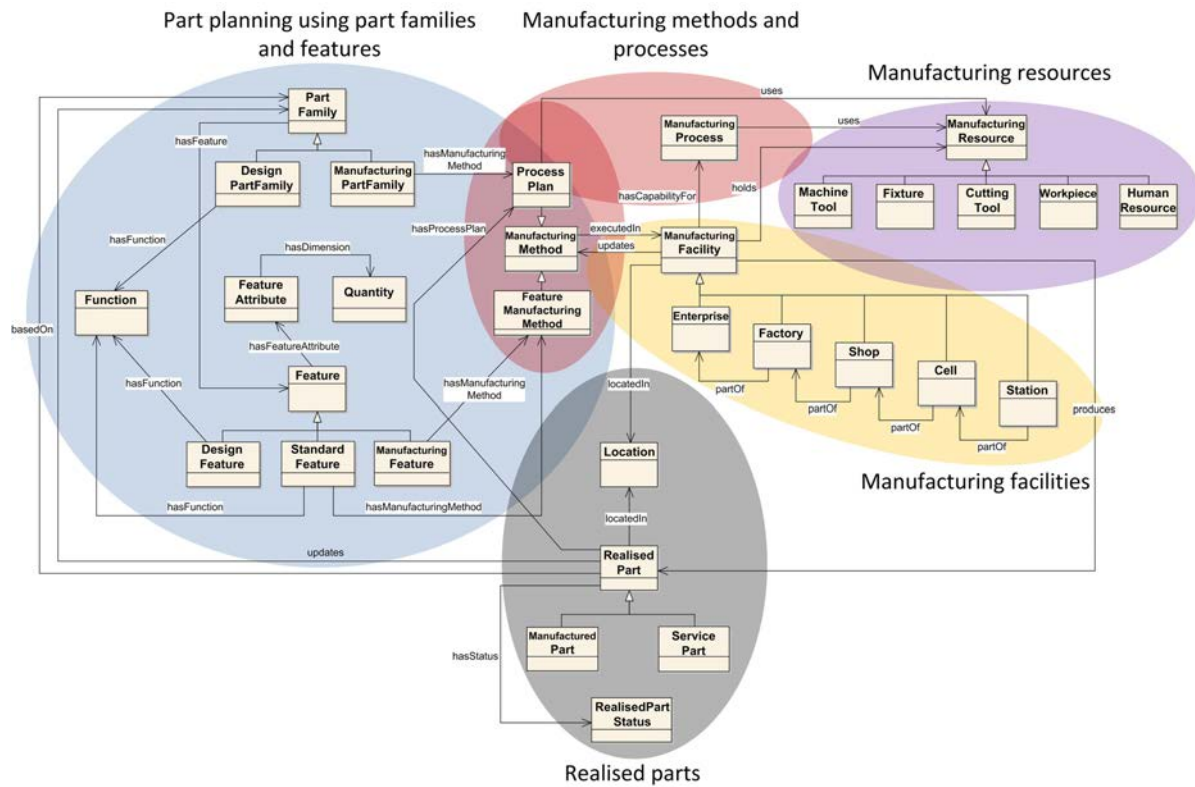 Part planning using part families
and features
Manufacturing methods and
processes
Manufacturing resources
Part
Family
uses
Manufacturing
Process
uses
Manufacturing
Resource
hasFeature
Design
PartFamily
Manufacturing
PartFamily
hasManufacturing
Method
Process
Plan
hasCapabilityFor
holds
Machine
Tool
Fixture
Cutting
Tool
Workpiece
Human
Resource
hasFunction
hasProcessPlan
hasDimension
Manufacturing
Method
executedIn
updates
Manufacturing
Facility
Function
Feature
Attribute
Quantity
Feature
Manufacturing
Method
Enterprise
Factory
Shop
Cell
Station
basedOn
hasFeatureAttribute
hasFunction
Feature
hasManufacturing
Method
locatedIn
partOf
partOf
partOf
partOf
produces
Design
Feature
Standard
Feature
Manufacturing
Feature
Location
Manufacturing facilities
hasFunction
hasManufacturingMethod
locatedIn
updates
Realised
Part
Manufactured
Part
Service
Part
hasStatus
RealisedPart
Status
Realised parts